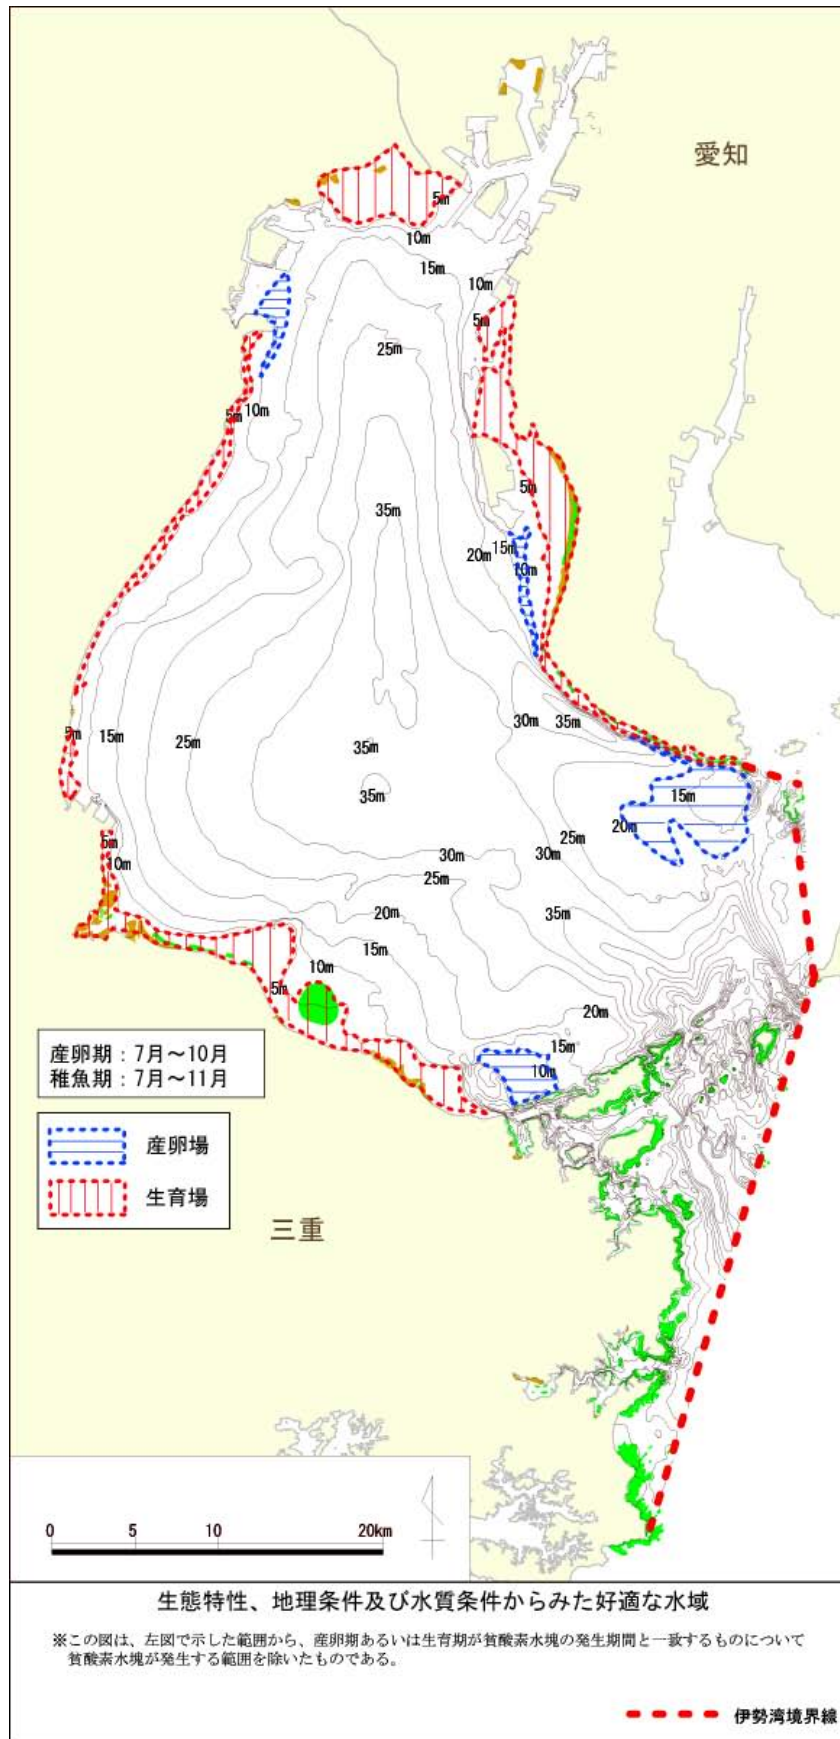 愛知
5m
10m
15m
10m
5m
25m
10m
5m
35m
5m
15m
20m
10m
30m
35m
5m
15m
25m
35m
35m
15m
20m
25m
5m
10m
30m
30m
25m
20m
35m
15m
10m
5m
20m
15m
10m
産卵期：7月～10月
稚魚期：7月～11月
産卵場
生育場
三重
0 5 10 20km
生態特性、地理条件及び水質条件からみた好適な水域
※この図は、左図で示した範囲から、産卵期あるいは生育期が貧酸素水塊の発生期間と一致するものについて
貧酸素水塊が発生する範囲を除いたものである。
伊勢湾境界線